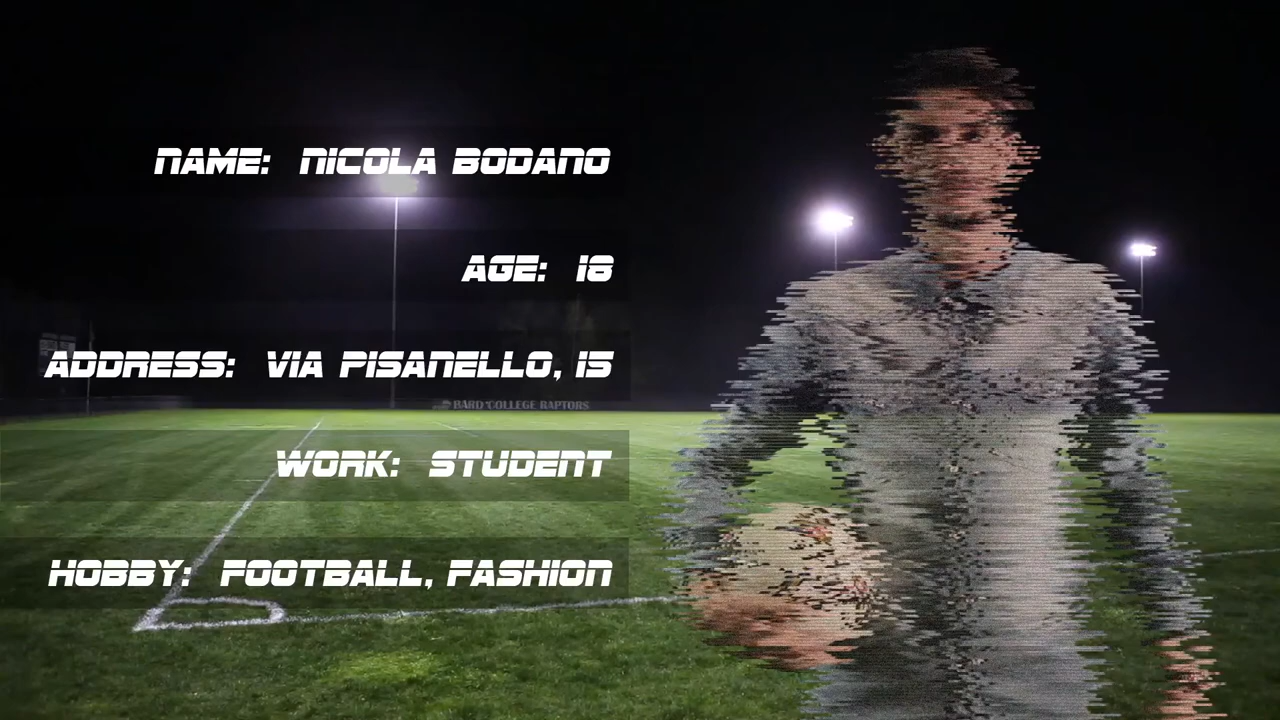 NAME: NICOLA BODANO
AGE: 18
ADDRESS: VIA PISANELLO, 15
BARD COLLEGE RAPTORS
WORK: STUDENT
HOBBY: FOOTBALL, FASHION